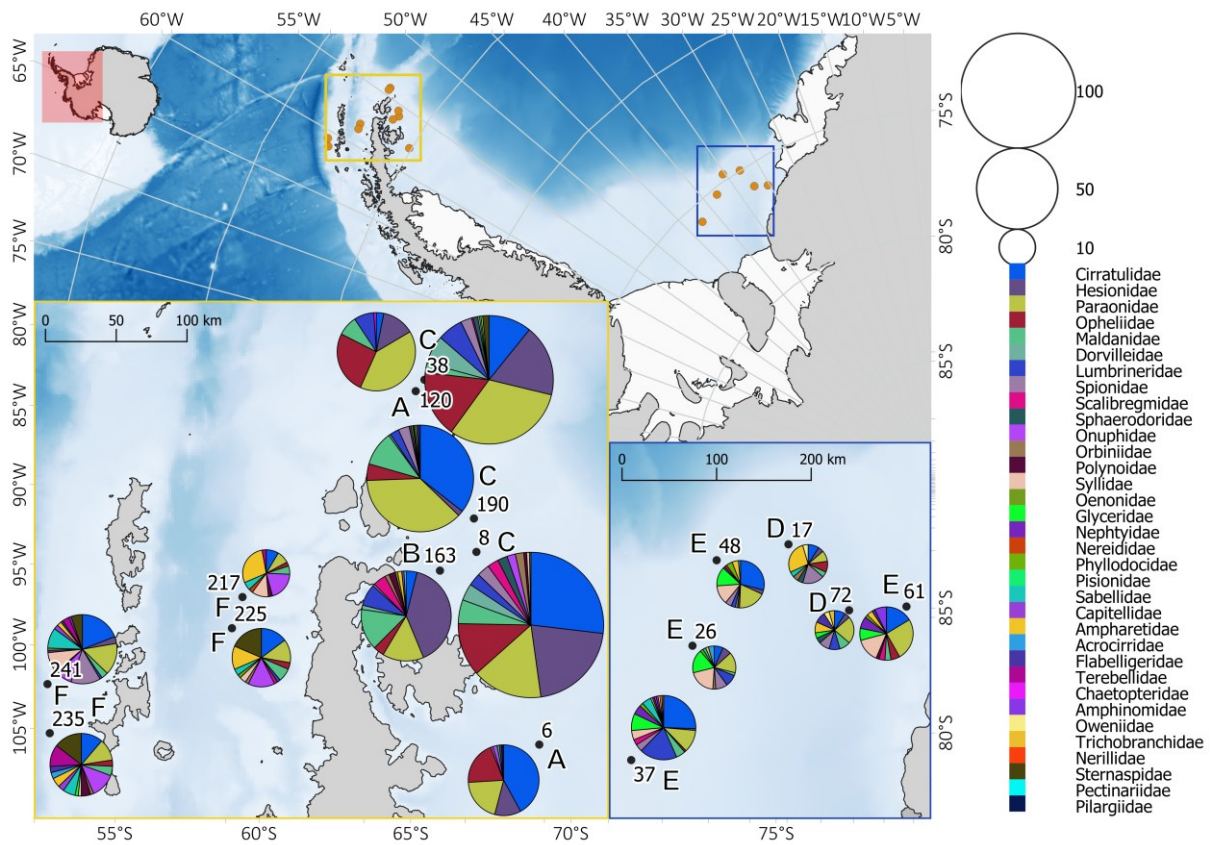 60°W 55°W 50°W 45°W 40°W 35°W 30°W 25°W 20°W 15°W 10°W 5°W
65°W
70°W
75°W
80°W
85°W
90°W
95°W
100°W
105°W
75°S
80°S
85°S
85°S
80°S
100
50
10
Cirratulidae
Hesionidae
Paraonidae
Opheliidae
Maldanidae
Dorvilleidae
Lumbrineridae
Spionidae
Scalibregmidae
Sphaerodoridae
Onuphidae
Orbiniidae
Polynoidae
Syllidae
Oenonidae
Glyceridae
Nephtyidae
Nereididae
Phyllodocidae
Pisionidae
Sabellidae
Capitellidae
Ampharetidae
Acrocirridae
Flabelligeridae
Terebellidae
Chaetopteridae
Amphinomidae
Oweniidae
Trichobranchidae
Nerillidae
Sternaspidae
Pectinariidae
Pilargiidae
0 50 100 km
C
38
A 120
C
190
8 C
B 163
217
F
225
F
241
F
F
235
6
A
0 100 200 km
D 17
E 48
D 72
E 61
E 26
37 E
55°S 60°S 65°S 70°S 75°S